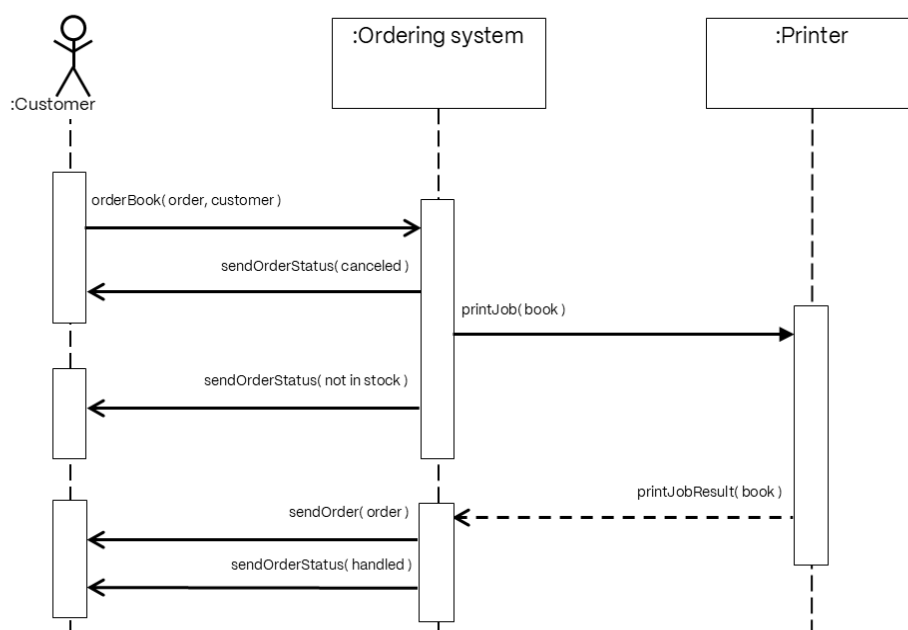 :Ordering system
:Printer
:Customer
orderBook( order, customer )
sendOrderStatus( canceled )
printJob( book )
sendOrderStatus( not in stock )
printJobResult( book )
sendOrder( order )
sendOrderStatus( handled )